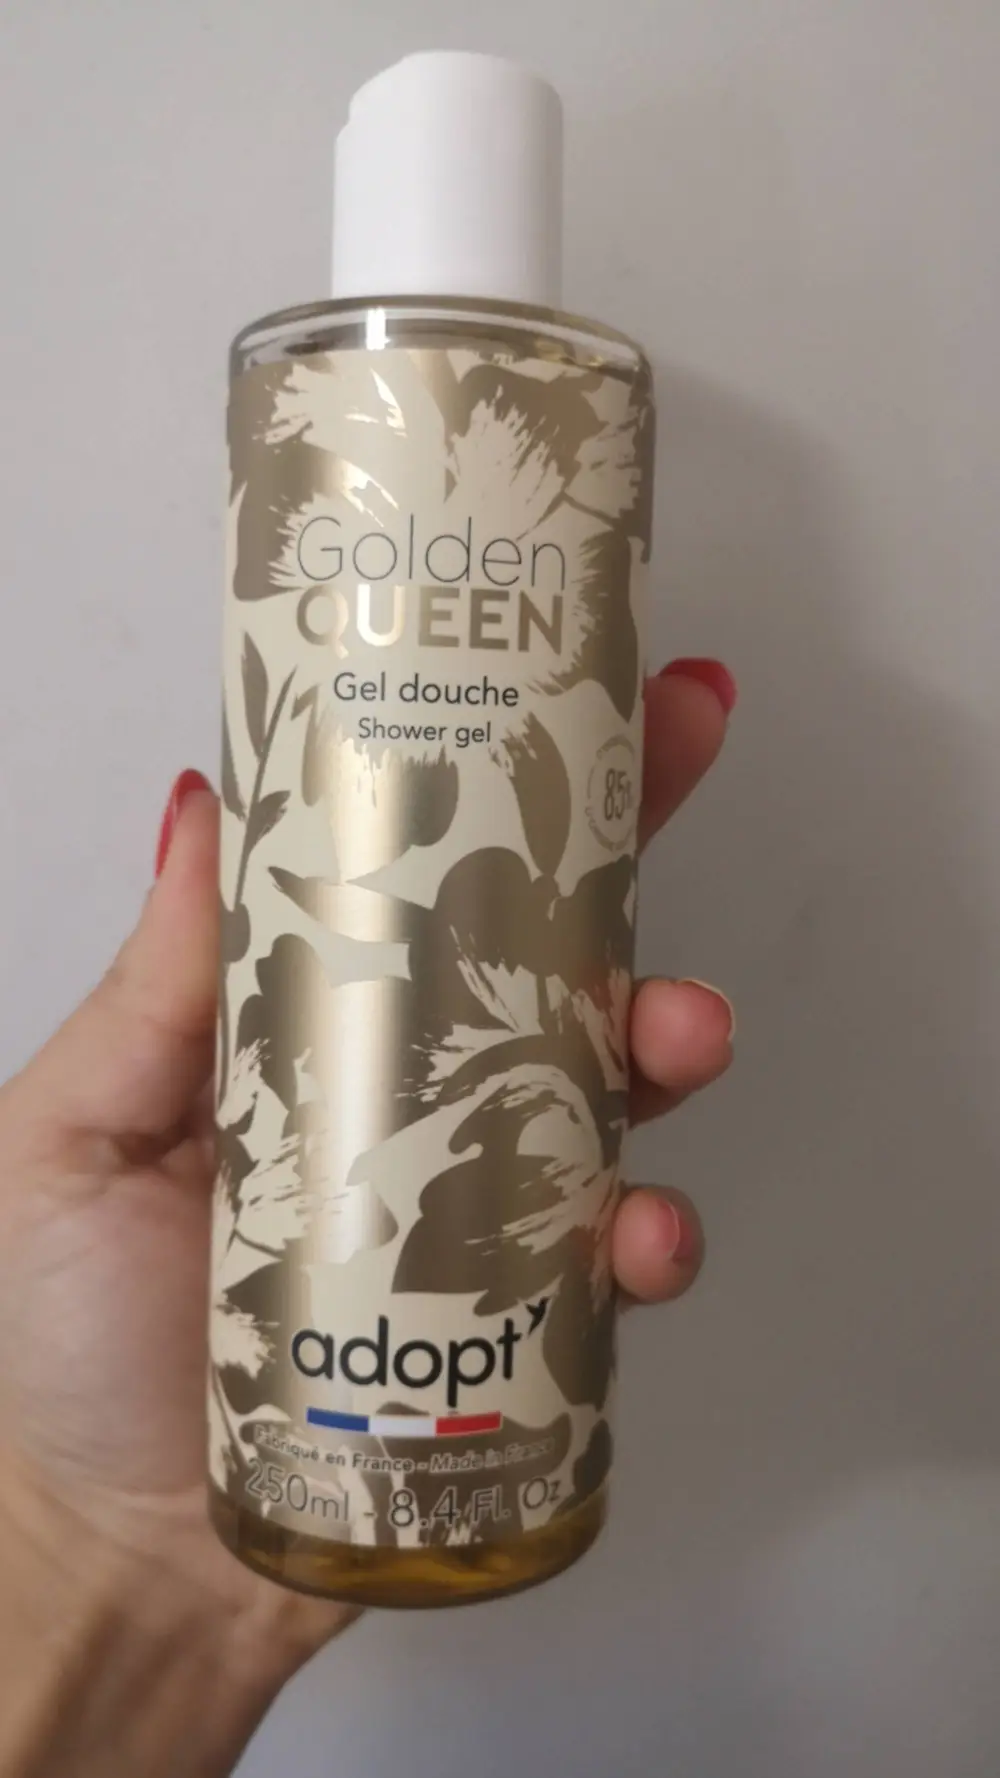 Golden
QUEEN
Gel douche
Shower gel
85%
adopt
Fabriqué en France - Made in France
250ml - 8.4 Fl. Oz